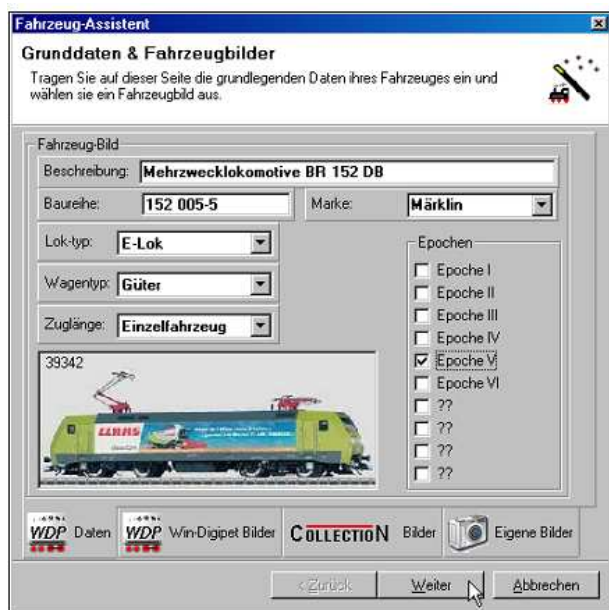 Fahrzeug-Assistent
Grunddaten & Fahrzeugbilder
Tragen Sie auf dieser Seite die grundlegenden Daten ihres Fahrzeuges ein und
wählen sie ein Fahrzeugbild aus.
Fahrzeug-Bild
Beschreibung: Mehrzwecklokomotive BR 152 DB
Baureihe: 152 005-5 Marke: Märklin
Lok-typ: E-Lok
Wagentyp: Güter
Zuglänge: Einzelfahrzeug
Epochen
Epoche I
Epoche II
Epoche III
Epoche IV
Epoche V
Epoche VI
??
??
??
??
39342
CLAAS
WDP Daten WDP Win-Digipet Bilder COLLECTION Bilder Eigene Bilder
< Zurück Weiter Abbrechen